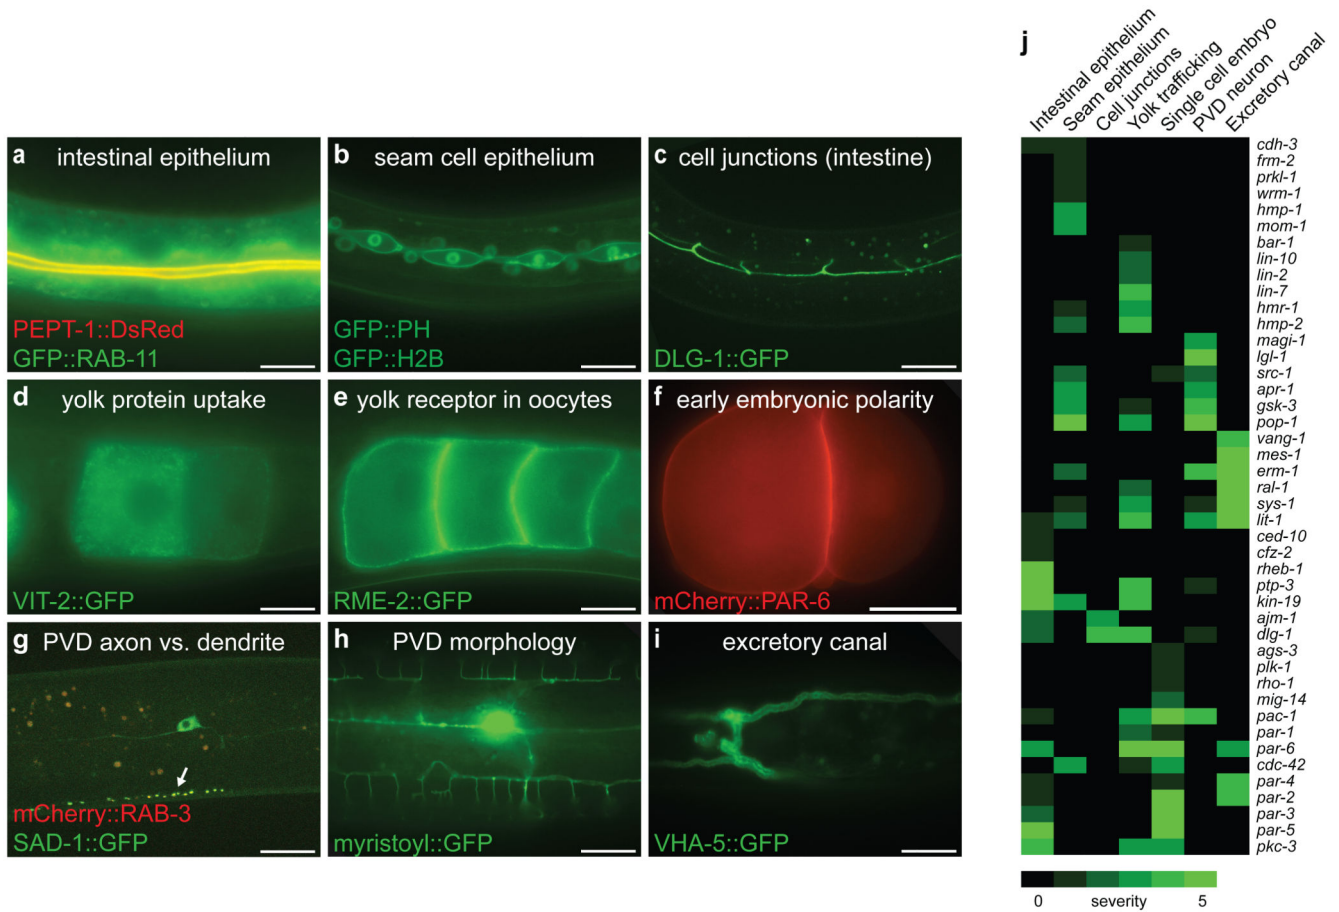 a intestinal epithelium
PEPT-1::DsRed
GFP::RAB-11
b seam cell epithelium
GFP::PH
GFP::H2B
c cell junctions (intestine)
DLG-1::GFP
d yolk protein uptake
VIT-2::GFP
e yolk receptor in oocytes
RME-2::GFP
f early embryonic polarity
mCherry::PAR-6
g PVD axon vs. dendrite
mCherry::RAB-3
SAD-1::GFP
h PVD morphology
myristoyl::GFP
i excretory canal
VHA-5::GFP
j
Intestinal epithelium
Seam epithelium
Cell junctions
Yolk trafficking
Single cell embryo
PVD neuron
Excretory canal
cdh-3
frm-2
prkl-1
wrm-1
hmp-1
mom-1
bar-1
lin-10
lin-2
lin-7
hmr-1
hmp-2
magi-1
lgl-1
src-1
apr-1
gsk-3
pop-1
vang-1
mes-1
erm-1
ral-1
sys-1
lit-1
ced-10
cfz-2
rheb-1
ptp-3
kin-19
ajm-1
dlg-1
ags-3
plk-1
rho-1
mig-14
pac-1
par-1
par-6
cdc-42
par-4
par-2
par-3
par-5
pkc-3
0 severity 5